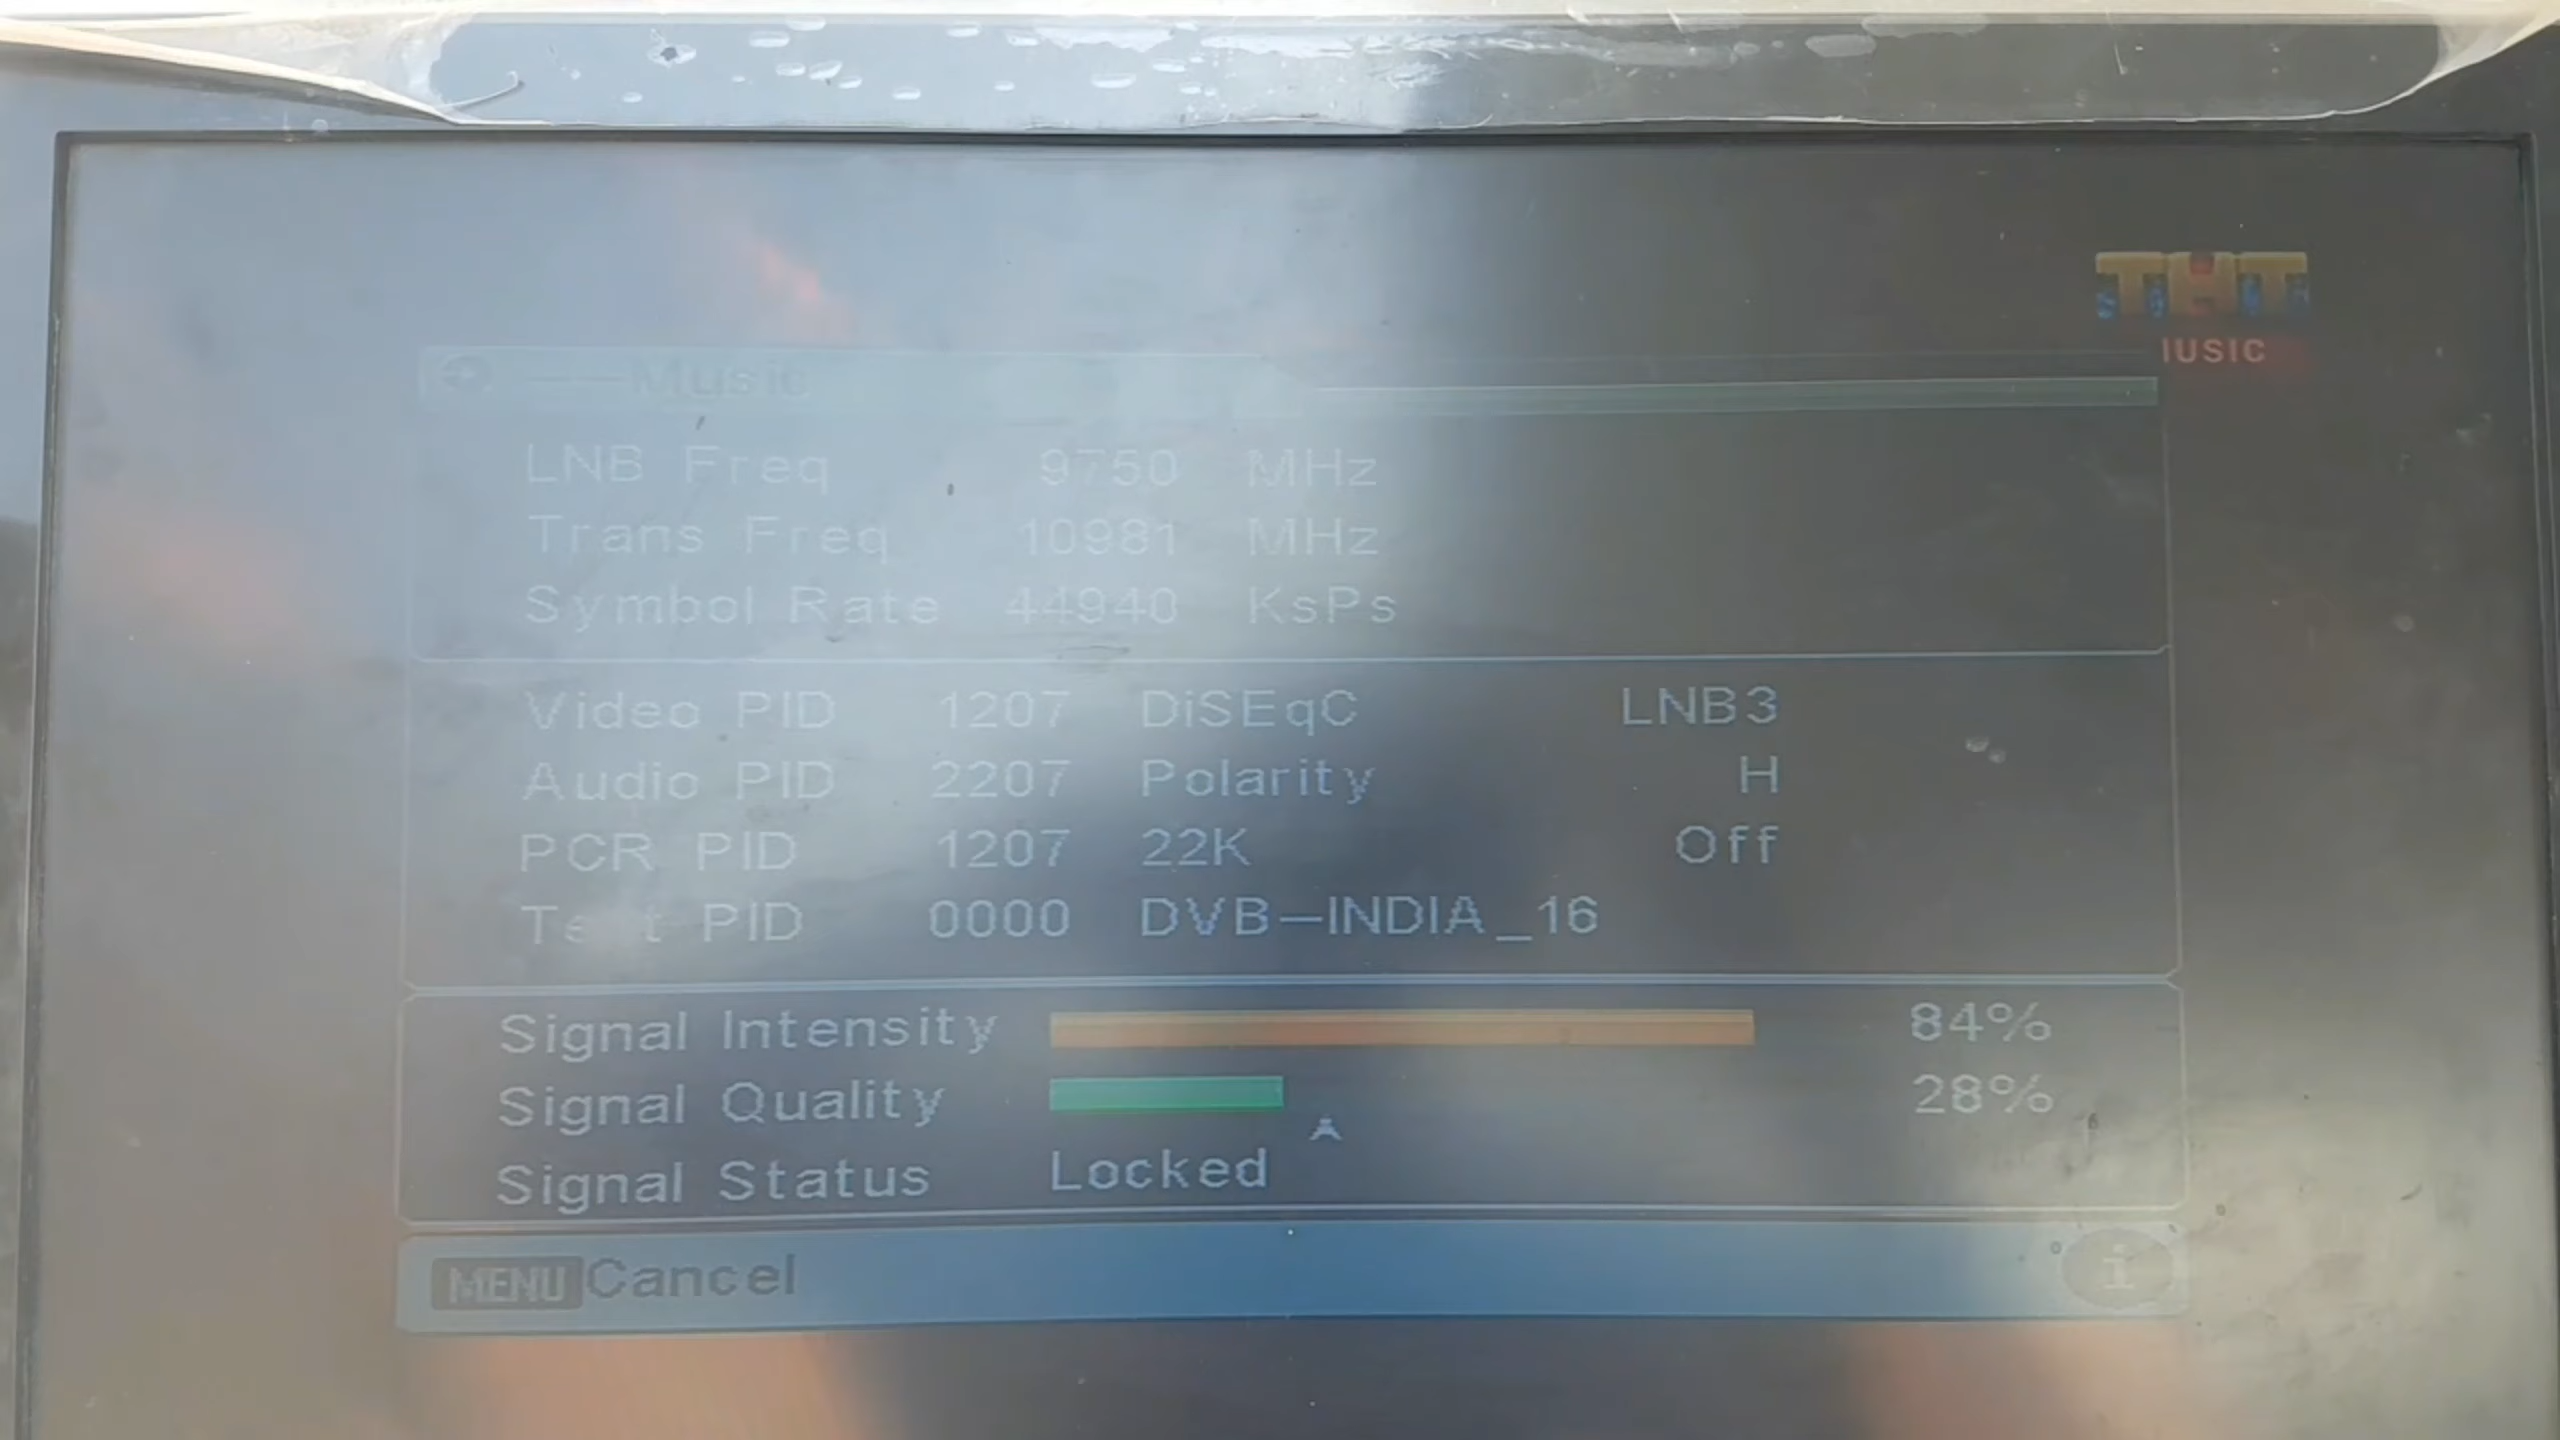 THT
IUSIC
——Music
LNB Freq 9750 MHz
Trans Freq 10981 MHz
Symbol Rate 44940 KsPs
Video PID 1207 DiSEqC LNB3
Audio PID 2207 Polarity H
PCR PID 1207 22K Off
PID 0000 DVB—INDIA_16
Signal Intensity 84%
Signal Quality 28%
Signal Status Locked
MENU Cancel
i